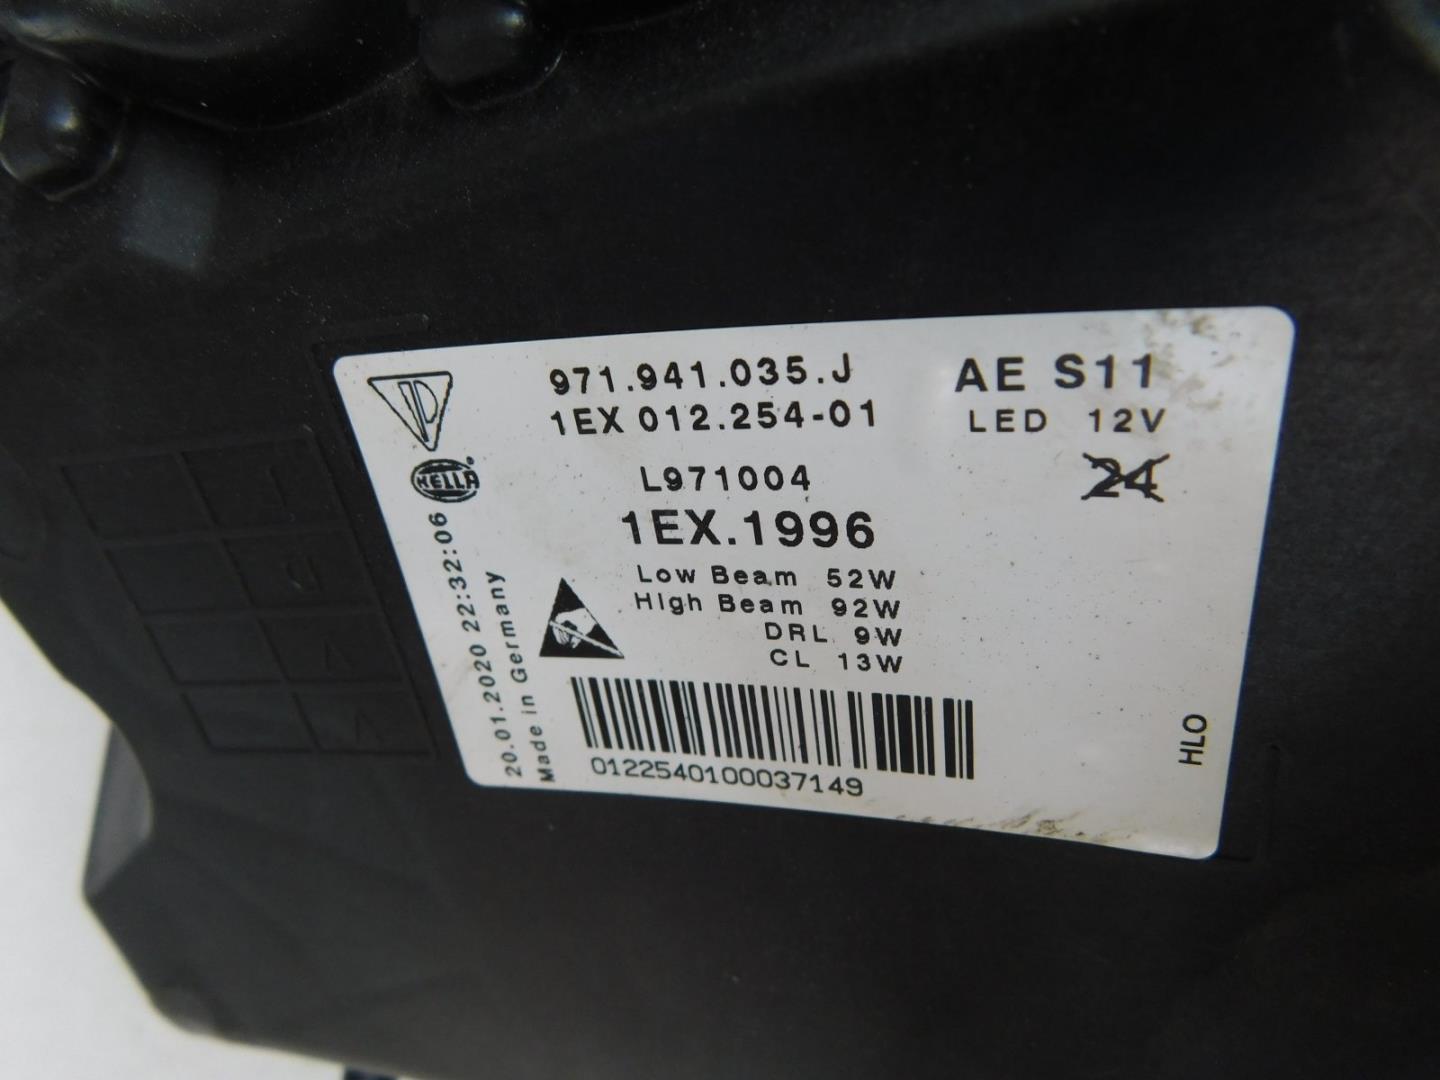 971.941.035.J
1EX 012.254-01
AE S11
LED 12V
24
HELLA
L971004
1EX.1996
Low Beam 52W
High Beam 92W
DRL 9W
CL 13W
20.01.2020 22:32:06
Made in Germany
0122540100037149
HLO